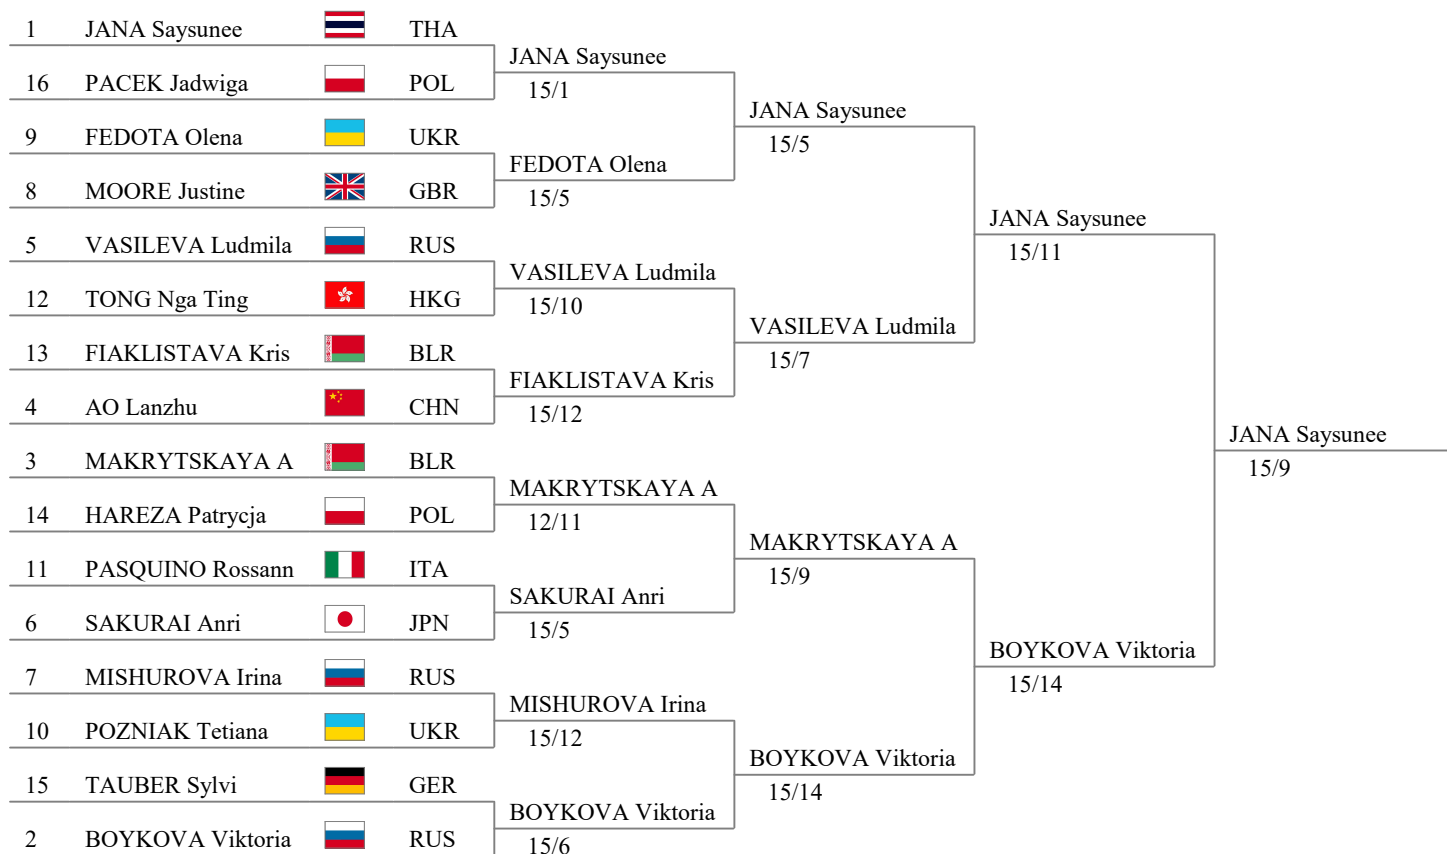 1 JANA Saysunee THA
16 PACEK Jadwiga POL
9 FEDOTA Olena UKR
8 MOORE Justine GBR
5 VASILEVA Ludmila RUS
12 TONG Nga Ting HKG
13 FIAKLISTAVA Kris BLR
4 AO Lanzhu CHN
3 MAKRYTSKAYA A BLR
14 HAREZA Patrycja POL
11 PASQUINO Rossann ITA
6 SAKURAI Anri JPN
7 MISHUROVA Irina RUS
10 POZNIAK Tetiana UKR
15 TAUBER Sylvi GER
2 BOYKOVA Viktoria RUS
JANA Saysunee
15/1
FEDOTA Olena
15/5
VASILEVA Ludmila
15/10
FIAKLISTAVA Kris
15/12
MAKRYTSKAYA A
12/11
SAKURAI Anri
15/5
MISHUROVA Irina
15/12
BOYKOVA Viktoria
15/6
JANA Saysunee
15/5
VASILEVA Ludmila
15/7
MAKRYTSKAYA A
15/9
BOYKOVA Viktoria
15/14
JANA Saysunee
15/11
BOYKOVA Viktoria
15/14
JANA Saysunee
15/9